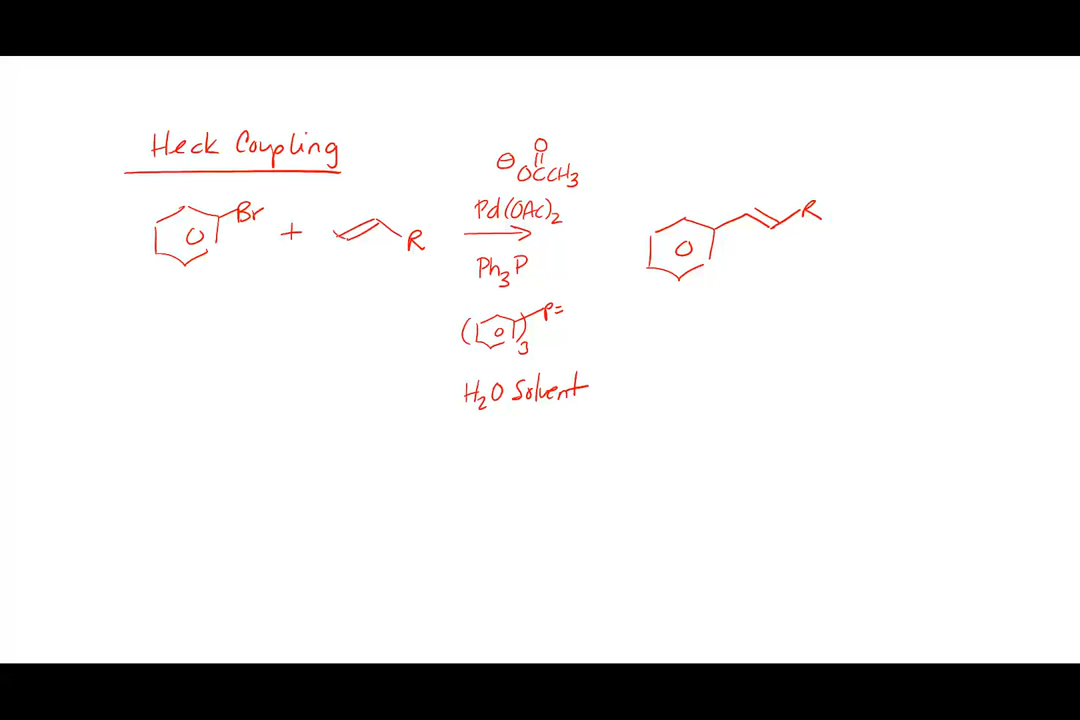 Heck Coupling
O
⊖ OCCH3
Br + R Pd(OAc)2 R
Ph3P
( )3 P:
H2O Solvent